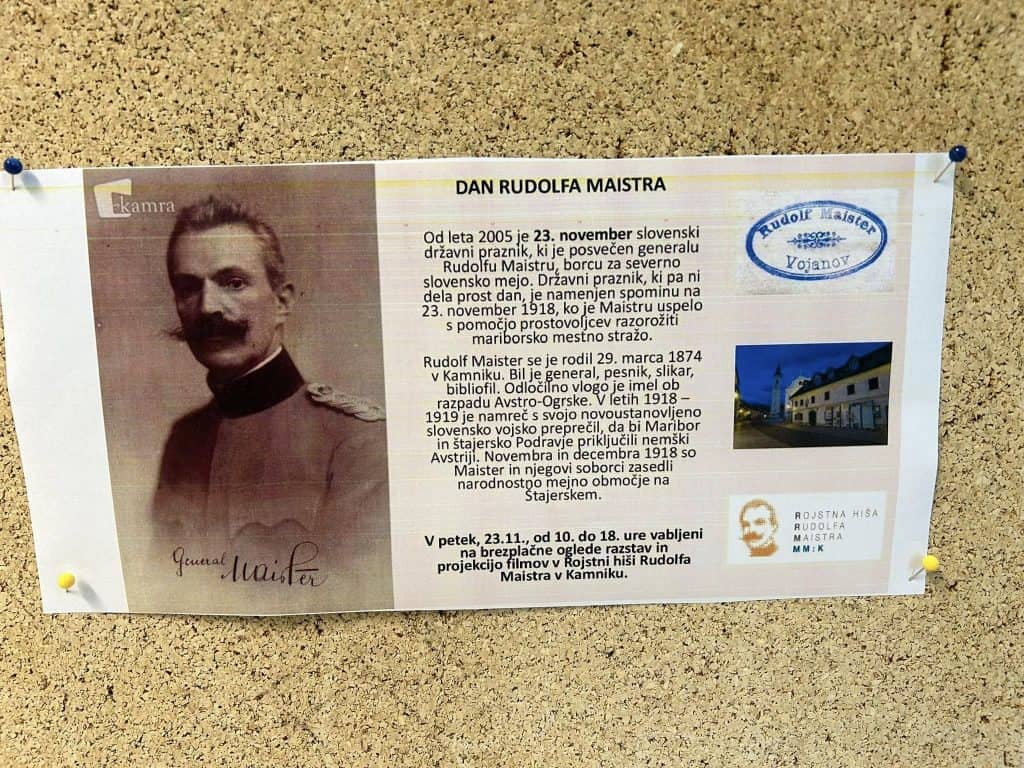 kamra
General Maister
DAN RUDOLFA MAISTRA
Od leta 2005 je 23. november slovenski
državni praznik, ki je posvečen generalu
Rudolfu Maistru, borcu za severno
slovensko mejo. Državni praznik, ki pa ni
dela prost dan, je namenjen spominu na
23. november 1918, ko je Maistru uspelo
s pomočjo prostovoljcev razorožiti
mariborsko mestno stražo.
Rudolf Maister se je rodil 29. marca 1874
v Kamniku. Bil je general, pesnik, slikar,
bibliofil. Odločilno vlogo je imel ob
razpadu Avstro-Ogrske. V letih 1918 –
1919 je namreč s svojo novoustanovljeno
slovensko vojsko preprečil, da bi Maribor
in štajersko Podravje priključili nemški
Avstriji. Novembra in decembra 1918 so
Maister in njegovi soborci zasedli
narodnostno mejno območje na
Štajerskem.
V petek, 23.11., od 10. do 18. ure vabljeni
na brezplačne oglede razstav in
projekcijo filmov v Rojstni hiši Rudolfa
Maistra v Kamniku.
Rudolf Maister
Vojanov
ROJSTNA HIŠA
RUDOLFA
MAISTRA
MM:K